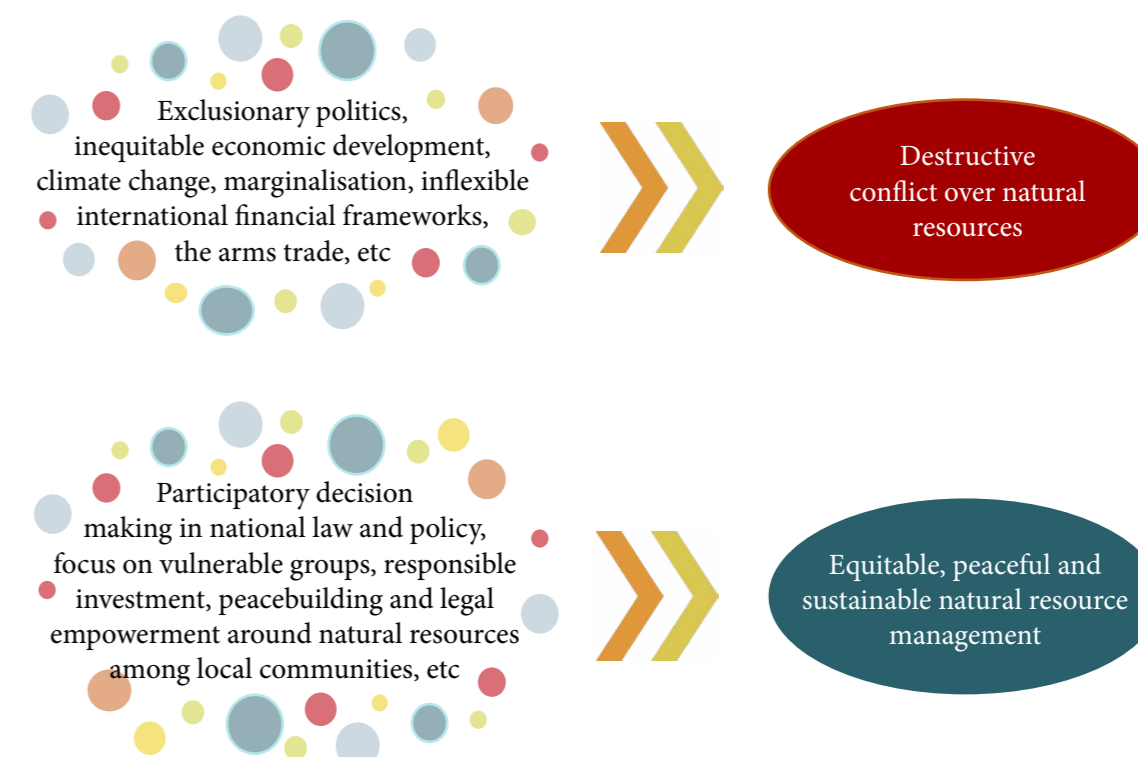 Exclusionary politics,
inequitable economic development,
climate change, marginalisation, inflexible
international financial frameworks,
the arms trade, etc
Destructive
conflict over natural
resources
Participatory decision
making in national law and policy,
focus on vulnerable groups, responsible
investment, peacebuilding and legal
empowerment around natural resources
among local communities, etc
Equitable, peaceful and
sustainable natural resource
management